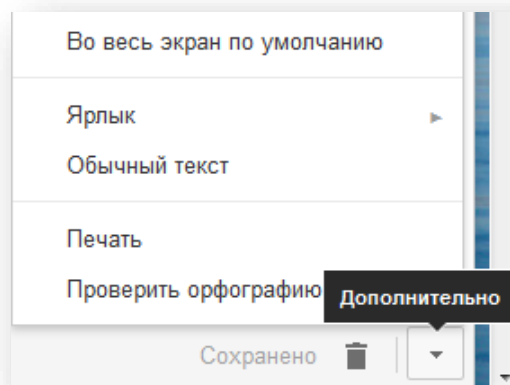 Во весь экран по умолчанию
Ярлык
Обычный текст
Печать
Проверить орфографию
Дополнительно
Сохранено